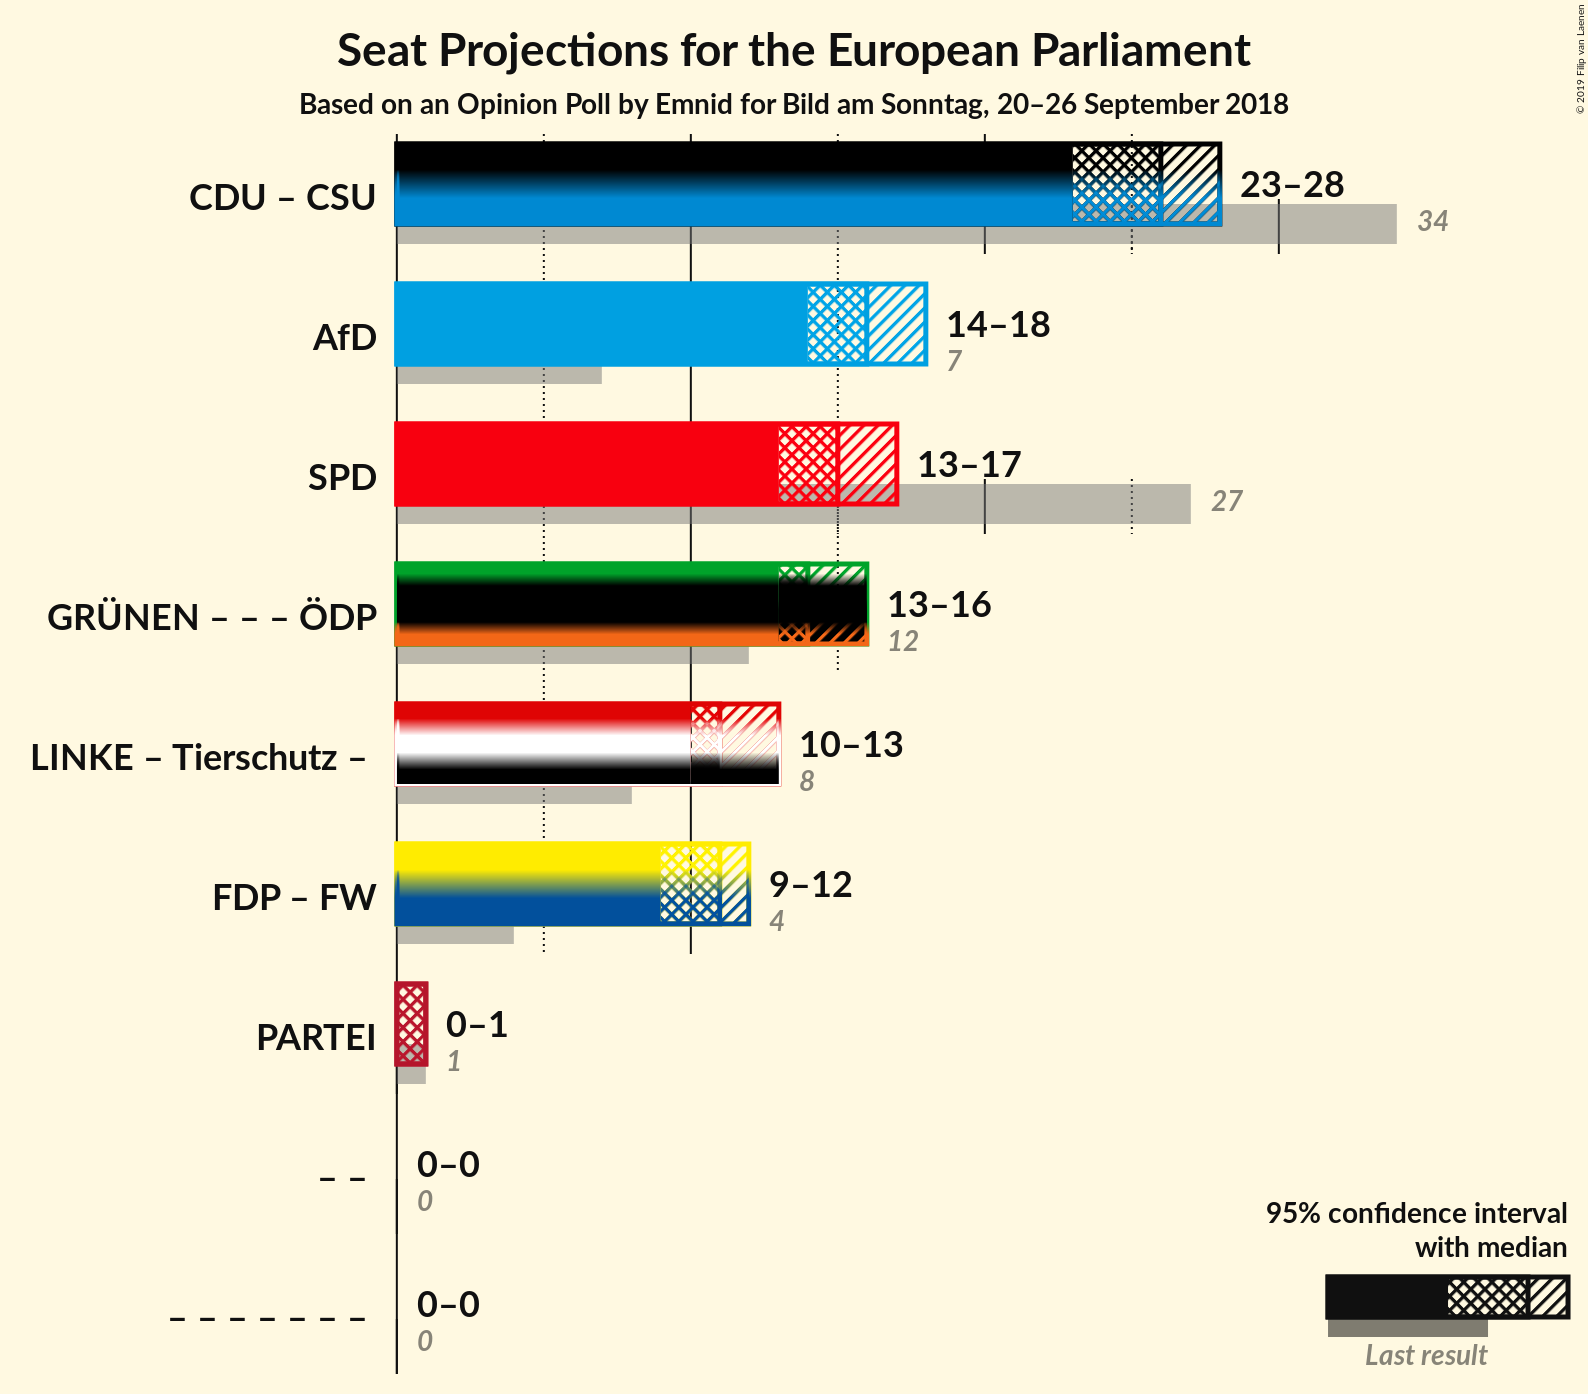 Seat Projections for the European Parliament
Based on an Opinion Poll by Emnid for Bild am Sonntag, 20–26 September 2018
© 2019 Filip van Laenen
CDU – CSU
23–28
34
AfD
14–18
7
SPD
13–17
27
GRÜNEN – – – ÖDP
13–16
12
LINKE – Tierschutz –
10–13
8
FDP – FW
9–12
4
PARTEI
0–1
1
– –
0–0
0
– – – – – – –
0–0
0
95% confidence interval
with median
Last result